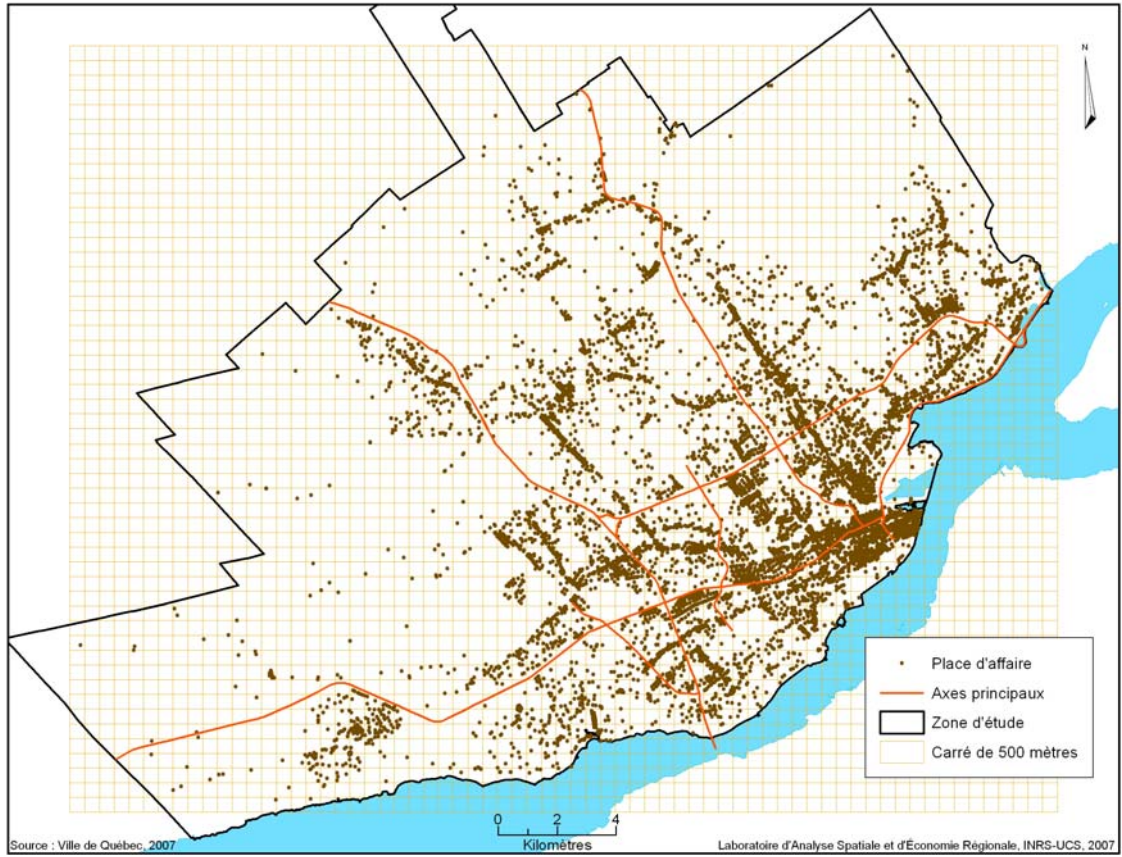 N
Place d'affaire
Axes principaux
Zone d'étude
Carré de 500 mètres
0 2 4
Kilomètres
Source : Ville de Québec, 2007
Laboratoire d'Analyse Spatiale et d'Économie Régionale, INRS-UCS, 2007